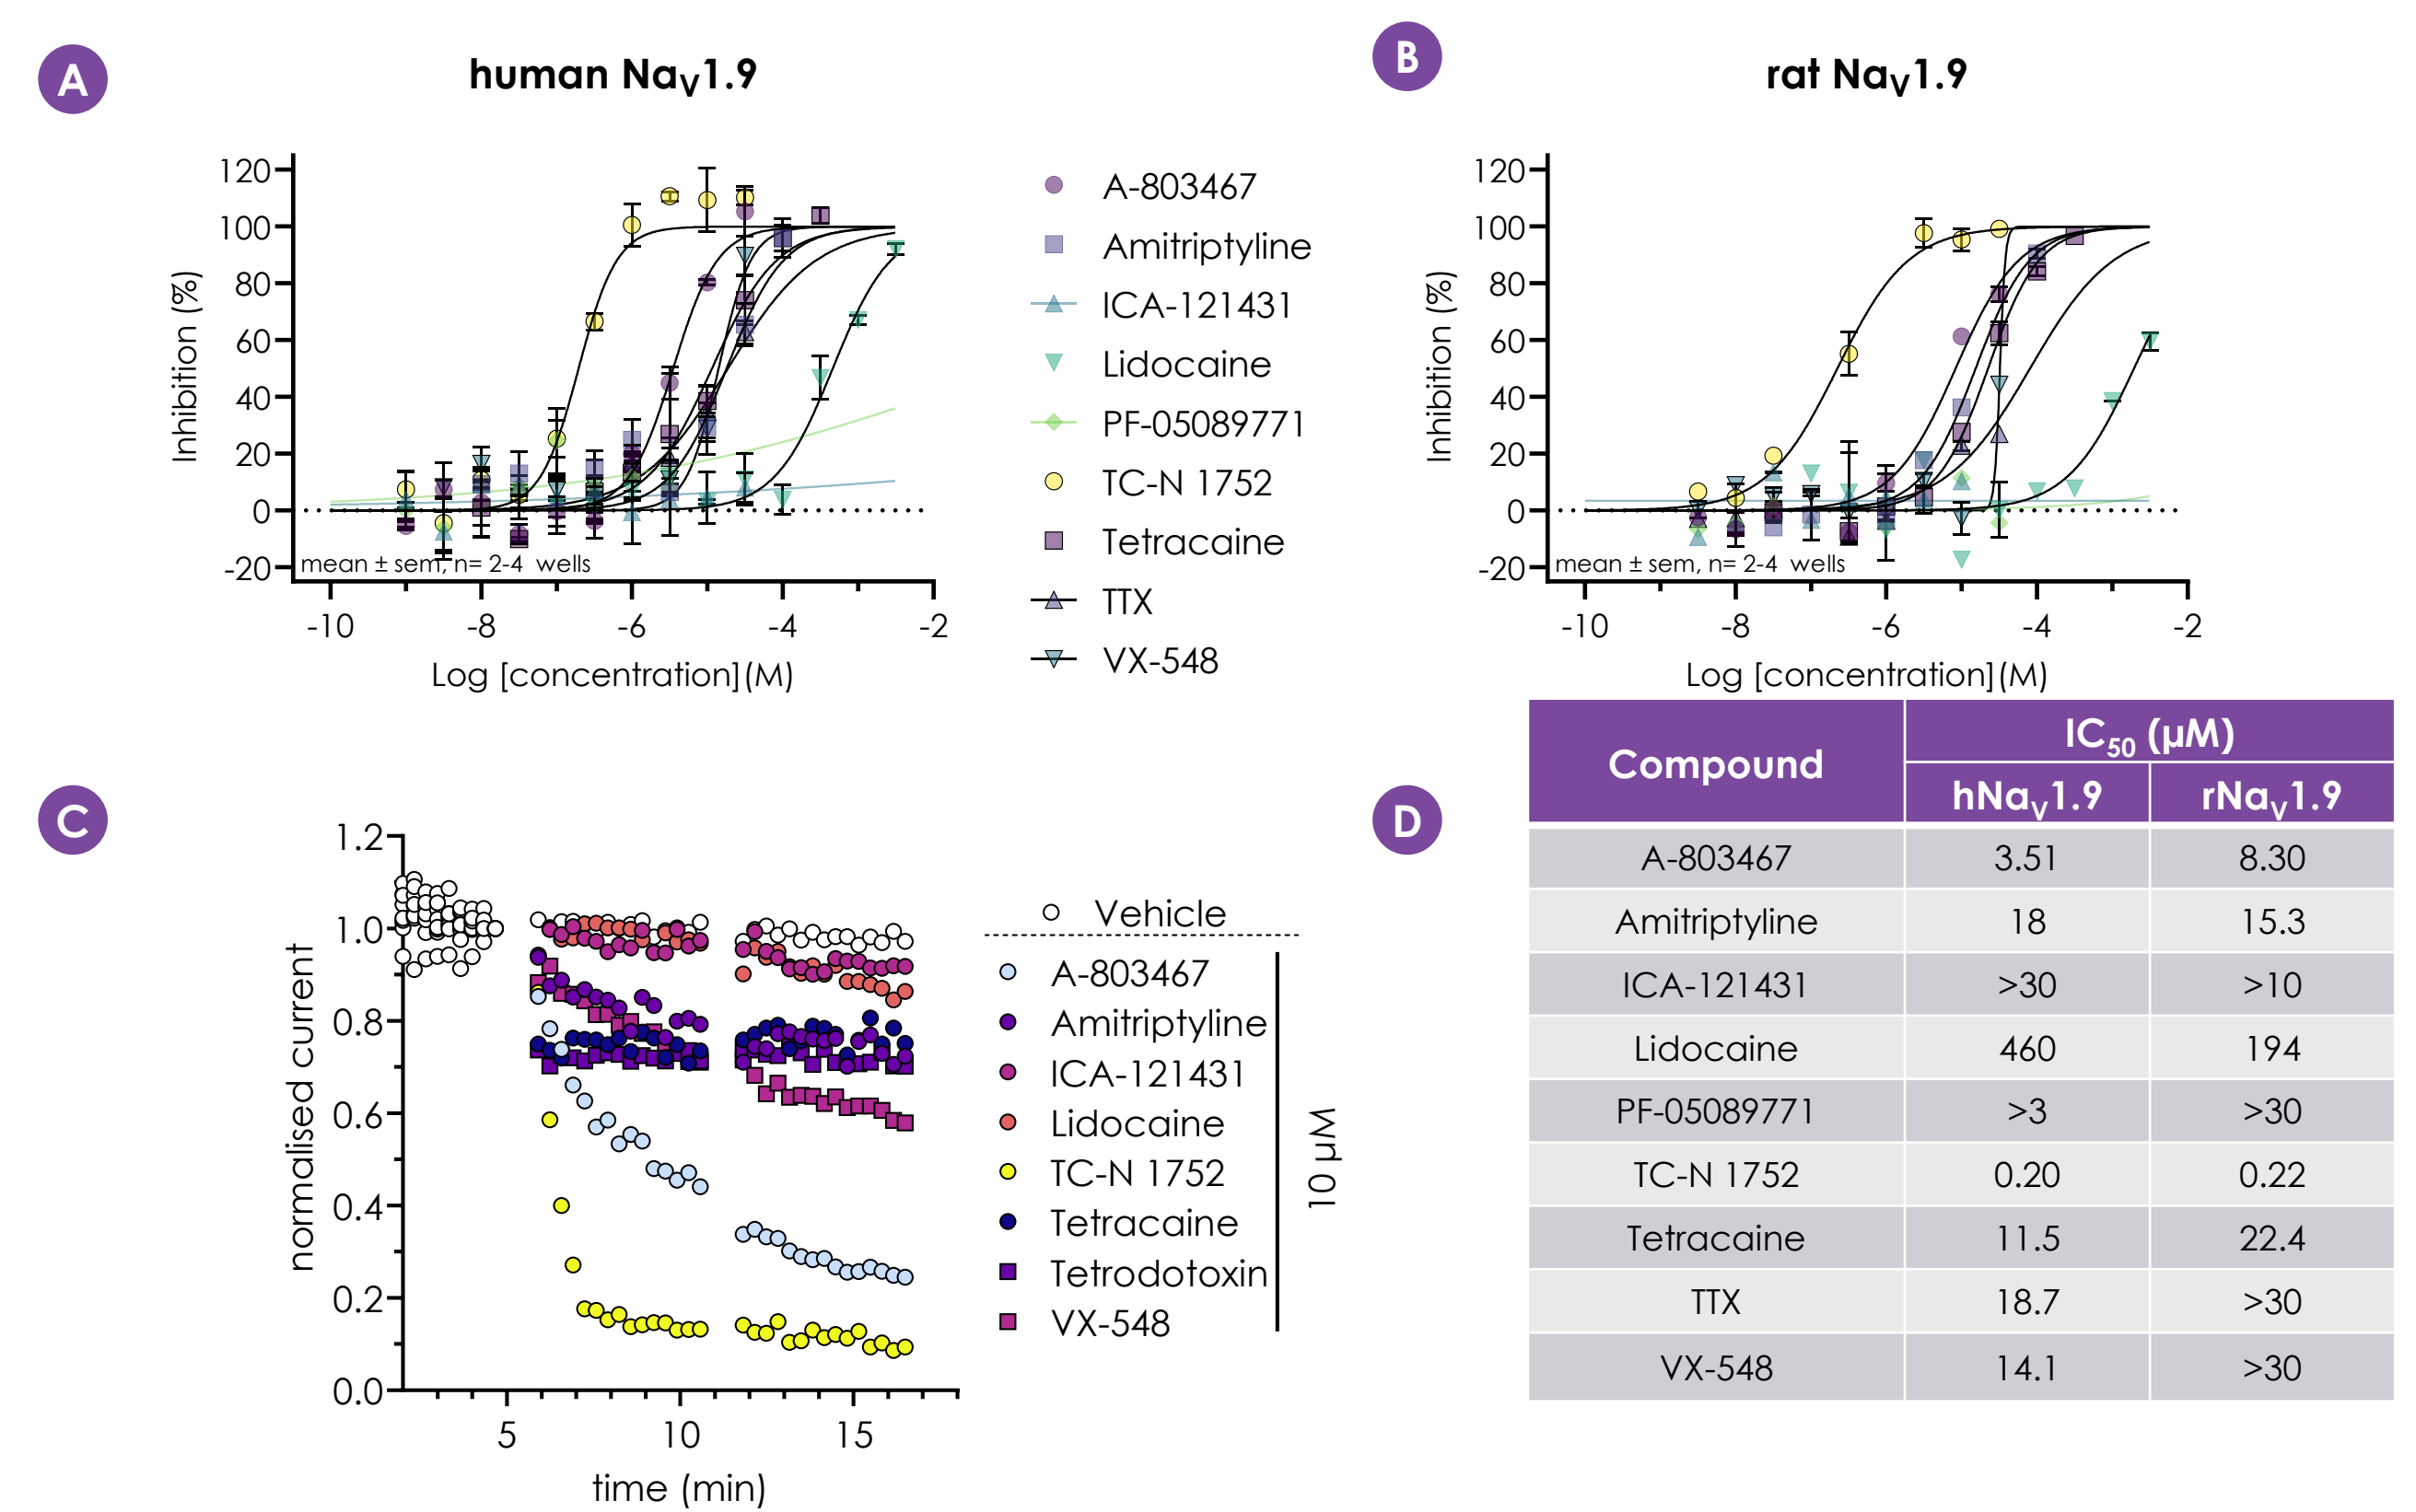 A
human NaV1.9
120
100
80
60
40
20
0
-20
Inhibition (%)
mean ± sem, n= 2-4 wells
-10 -8 -6 -4 -2
Log [concentration](M)
A-803467
Amitriptyline
ICA-121431
Lidocaine
PF-05089771
TC-N 1752
Tetracaine
TTX
VX-548
B
rat NaV1.9
120
100
80
60
40
20
0
-20
Inhibition (%)
mean ± sem, n= 2-4 wells
-10 -8 -6 -4 -2
Log [concentration](M)
C
1.2
1.0
0.8
0.6
0.4
0.2
0.0
normalised current
5 10 15
time (min)
Vehicle
A-803467
Amitriptyline
ICA-121431
Lidocaine
TC-N 1752
Tetracaine
Tetrodotoxin
VX-548
10 µM
D
Compound IC50 (µM)
hNaV1.9 rNaV1.9
A-803467 3.51 8.30
Amitriptyline 18 15.3
ICA-121431 >30 >10
Lidocaine 460 194
PF-05089771 >3 >30
TC-N 1752 0.20 0.22
Tetracaine 11.5 22.4
TTX 18.7 >30
VX-548 14.1 >30